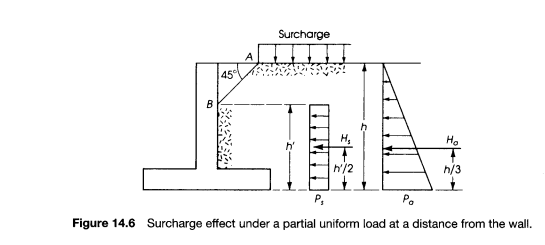 Surcharge
A
45°
B
h'
H_s
h'/2
h
H_a
h/3
P_s
P_a
Figure 14.6 Surcharge effect under a partial uniform load at a distance from the wall.